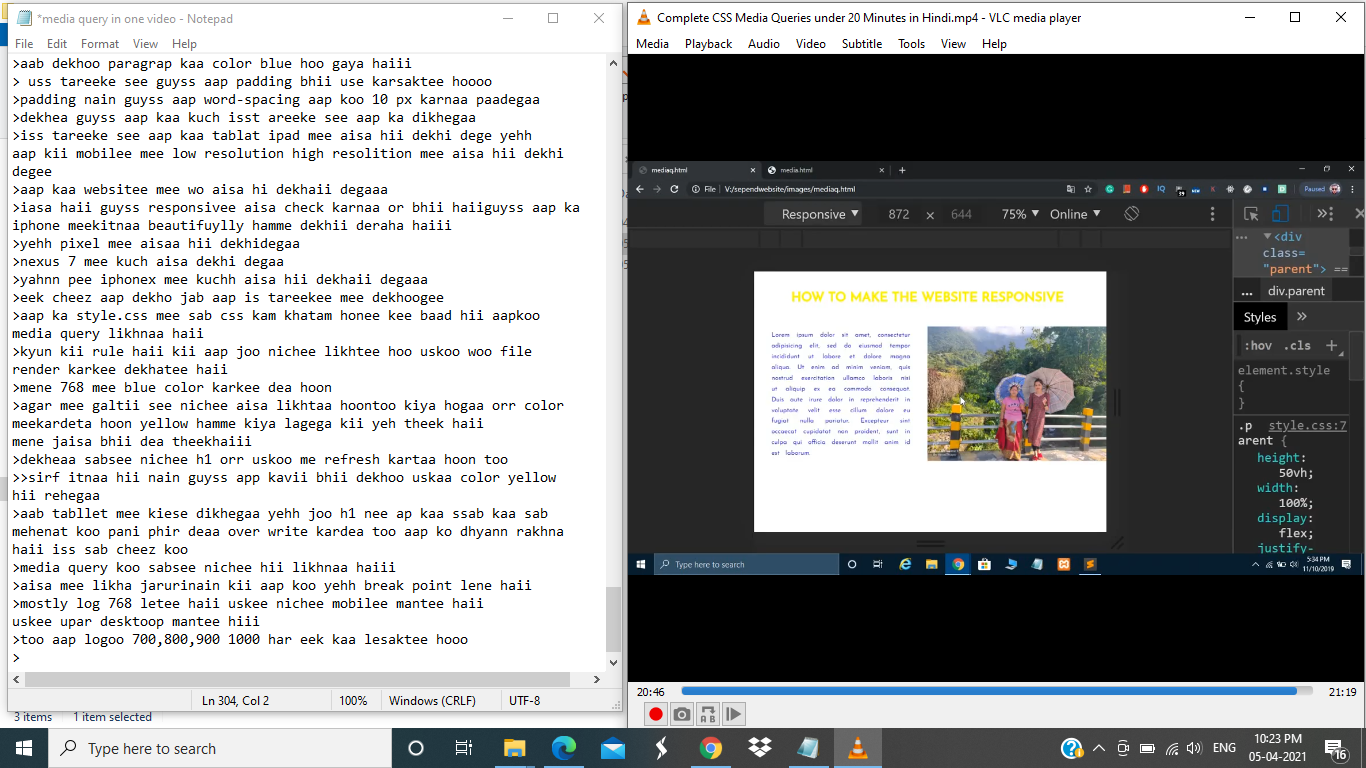 *media query in one video - Notepad
File Edit Format View Help
>aab dekhoo paragrap kaa color blue hoo gaya haiii
> uss tareeke see guyss aap padding bhii use karsaktee hoooo
>padding nain guyss aap word-spacing aap koo 10 px karnaa paadegaa
>dekhea guyss aap kaa kuch isst areeke see aap ka dikhegaa
>iss tareeke see aap kaa tablat ipad mee aisa hii dekhi dege yehh
aap kii mobilee mee low resolution high resolition mee aisa hii dekhi
degee
>aap kaa websitee mee wo aisa hi dekhaii degaaa
>iasa haii guyss responsivee aisa check karnaa or bhii haiiguyss aap ka
iphone meekitnaa beautifuylly hamme dekhii deraha haiii
>yehh pixel mee aisaa hii dekhidegaa
>nexus 7 mee kuch aisa dekhi degaa
>yahnn pee iphonex mee kuchh aisa hii dekhaii degaaa
>eek cheez aap dekho jab aap is tareekee mee dekhoogee
>aap ka style.css mee sab css kam khatam honee kee baad hii aapkoo
media query likhnaa haii
>kyun kii rule haii kii aap joo nichee likhtee hoo uskoo woo file
render karkee dekhatee haii
>mene 768 mee blue color karkee dea hoon
>agar mee galtii see nichee aisa likhtaa hoontoo kiya hogaa orr color
meekardeta hoon yellow hamme kiya lagega kii yeh theek haii
mene jaisa bhii dea theekhaiii
>dekheaa sabsee nichee h1 orr uskoo me refresh kartaa hoon too
>>sirf itnaa hii nain guyss app kavii bhii dekhoo uskaa color yellow
hii rehegaa
>aab tabllet mee kiese dikhegaa yehh joo h1 nee ap kaa ssab kaa sab
mehenat koo pani phir deaa over write kardea too aap ko dhyann rakhna
haii iss sab cheez koo
>media query koo sabsee nichee hii likhnaa haiii
>aisa mee likha jarurinain kii aap koo yehh break point lene haii
>mostly log 768 letee haii uskee nichee mobilee mantee haii
uskee upar desktoop mantee hiii
>too aap logoo 700,800,900 1000 har eek kaa lesaktee hooo
>
Ln 304, Col 2 100% Windows (CRLF) UTF-8
3 items 1 item selected
Complete CSS Media Queries under 20 Minutes in Hindi.mp4 - VLC media player
Media Playback Audio Video Subtitle Tools View Help
mediaq.html media.html
File V:/sependwebsite/images/mediaq.html Paused
Responsive 872 × 644 75% Online
<div
class=
"parent"> ==
... div.parent
Styles
:hov .cls +
element.style
{
}
.p style.css:7
arent {
height:
50vh;
width:
100%;
display:
flex;
justify-
HOW TO MAKE THE WEBSITE RESPONSIVE
Lorem ipsum dolor sit amet, consectetur
adipisicing elit, sed do eiusmod tempor
incididunt ut labore et dolore magna
aliqua. Ut enim ad minim veniam, quis
nostrud exercitation ullamco laboris nisi
ut aliquip ex ea commodo consequat.
Duis aute irure dolor in reprehenderit in
voluptate velit esse cillum dolore eu
fugiat nulla pariatur. Excepteur sint
occaecat cupidatat non proident, sunt in
culpa qui officia deserunt mollit anim id
est laborum.
Type here to search
5:34 PM
11/10/2019
20:46 21:19
Type here to search
ENG
10:23 PM
05-04-2021
16